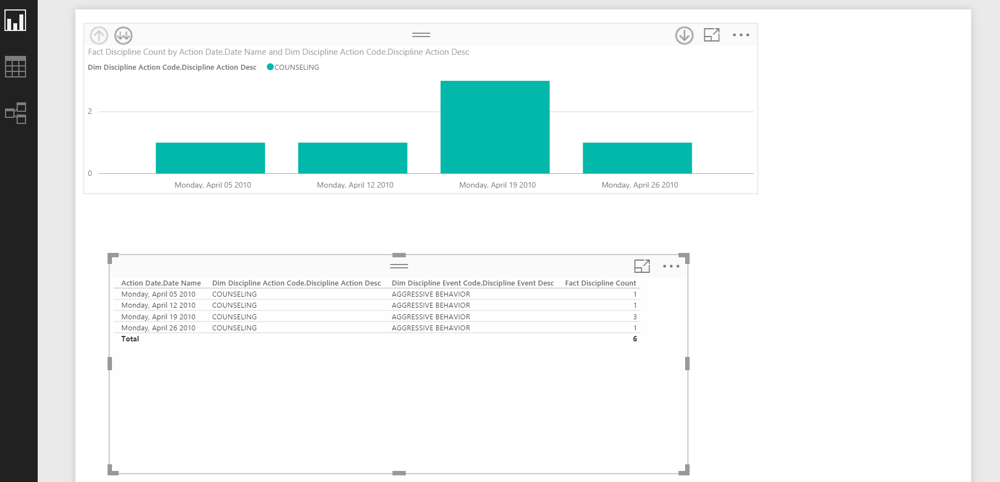 Fact Discipline Count by Action Date.Date Name and Dim Discipline Action Code.Discipline Action Desc
Dim Discipline Action Code.Discipline Action Desc COUNSELING
2
0
Monday, April 05 2010 Monday, April 12 2010 Monday, April 19 2010 Monday, April 26 2010
Action Date.Date Name Dim Discipline Action Code.Discipline Action Desc Dim Discipline Event Code.Discipline Event Desc Fact Discipline Count
Monday, April 05 2010 COUNSELING AGGRESSIVE BEHAVIOR 1
Monday, April 12 2010 COUNSELING AGGRESSIVE BEHAVIOR 1
Monday, April 19 2010 COUNSELING AGGRESSIVE BEHAVIOR 3
Monday, April 26 2010 COUNSELING AGGRESSIVE BEHAVIOR 1
Total 6